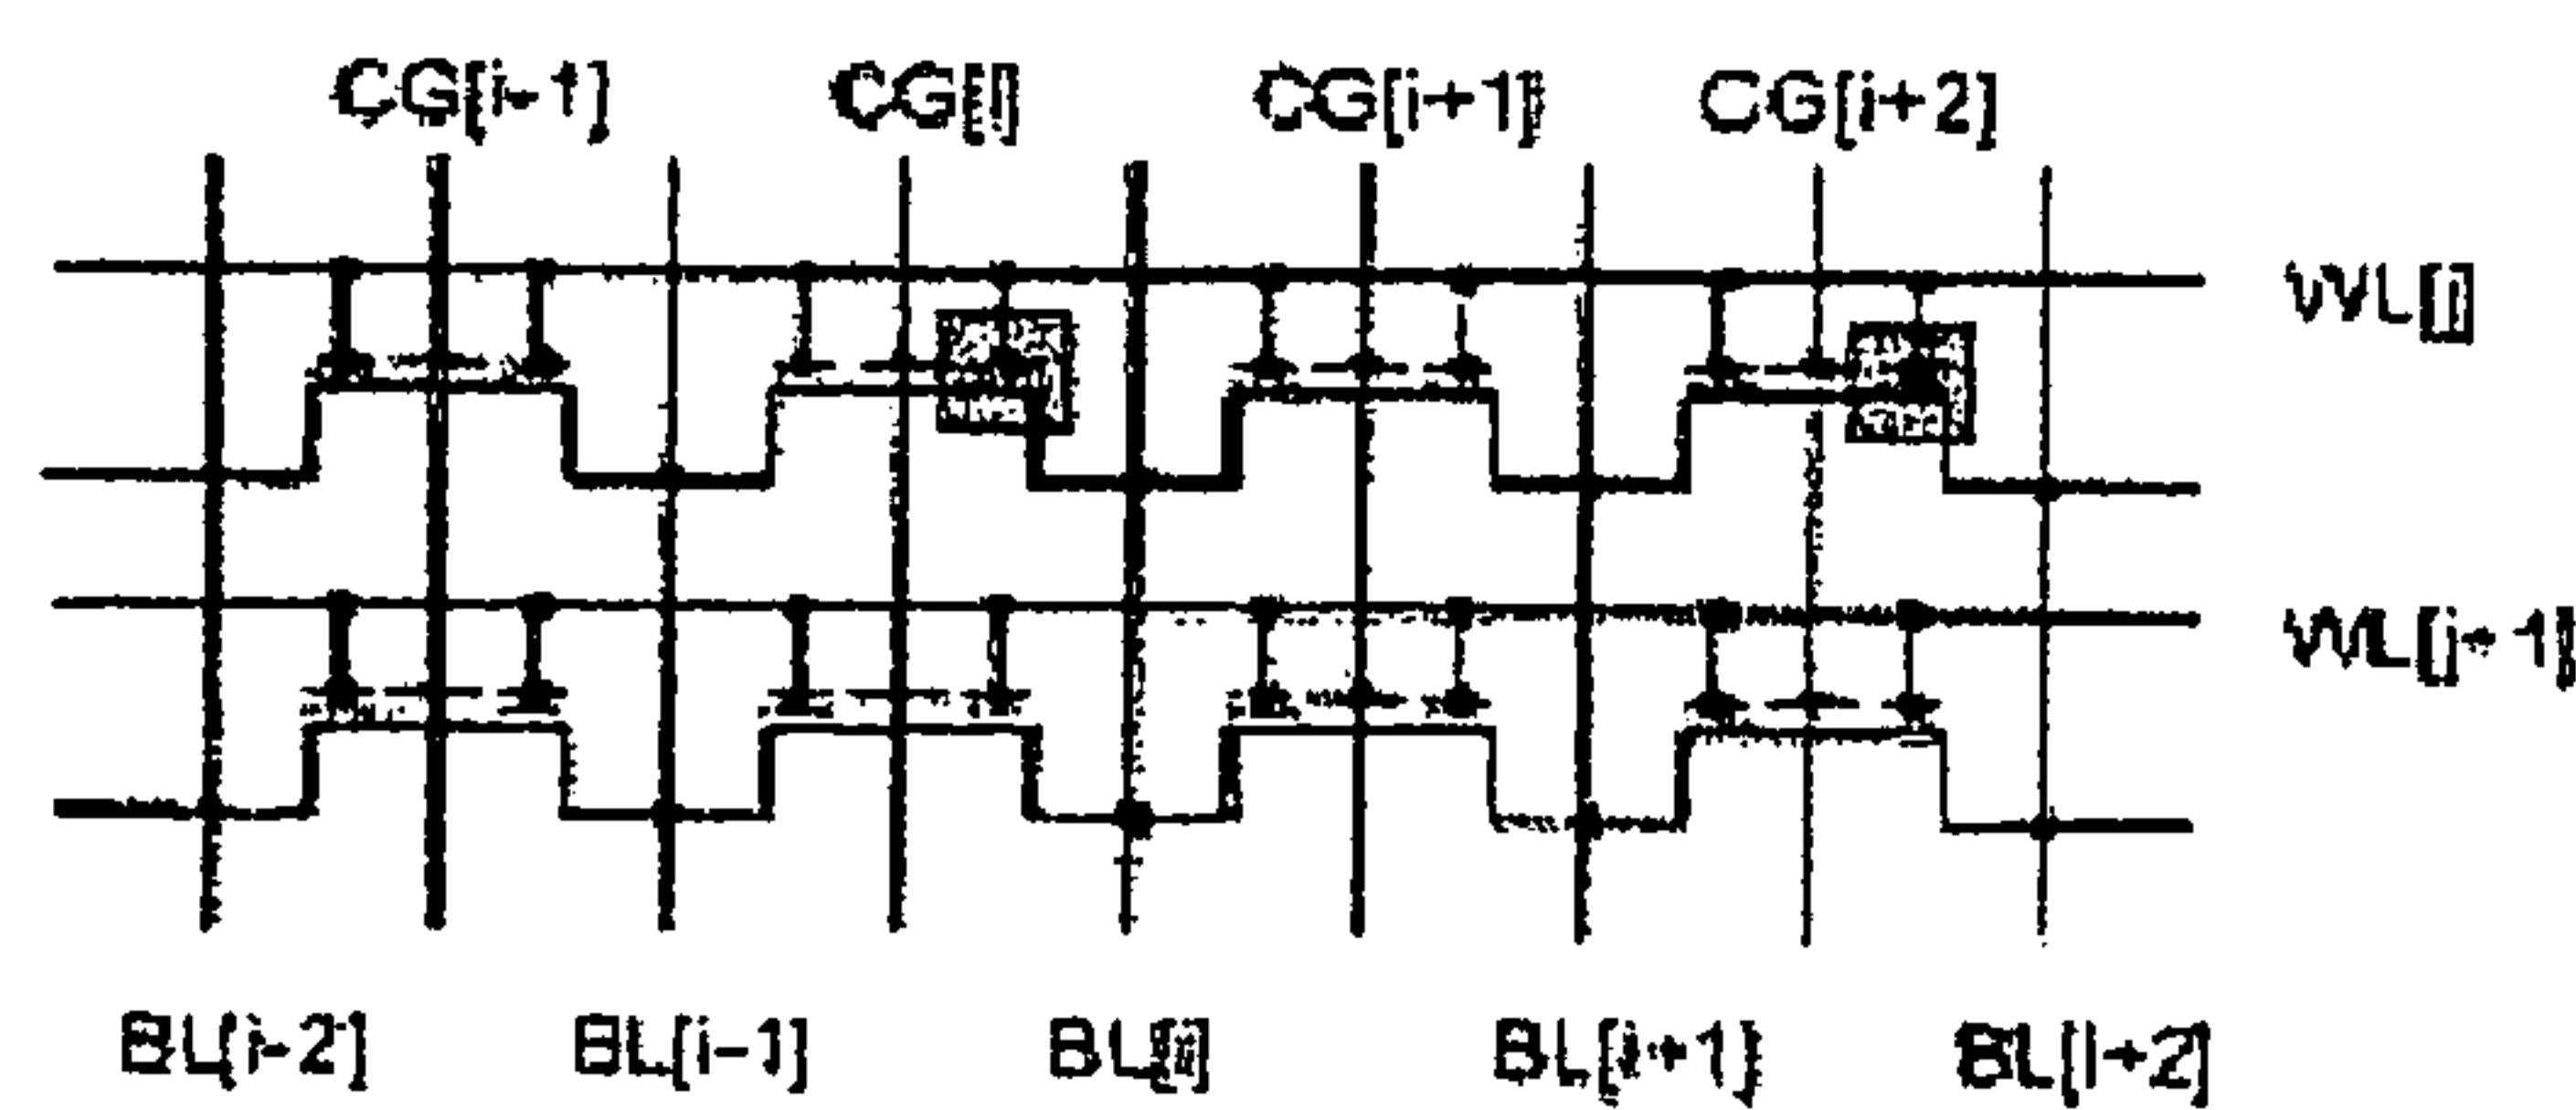 CG[i-1] CG[i] CG[i+1] CG[i+2]
WL[j]
WL[j+1]
BL[i-2] BL[i-1] BL[i] BL[i+1] BL[i+2]